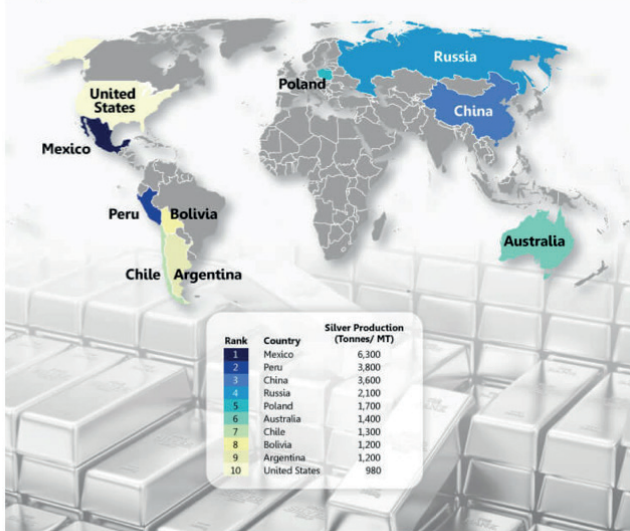 Russia
Poland
United
States
China
Mexico
Peru
Bolivia
Australia
Chile
Argentina
Silver Production
Rank Country (Tonnes/ MT)
1 Mexico 6,300
2 Peru 3,800
3 China 3,600
4 Russia 2,100
5 Poland 1,700
6 Australia 1,400
7 Chile 1,300
8 Bolivia 1,200
9 Argentina 1,200
10 United States 980